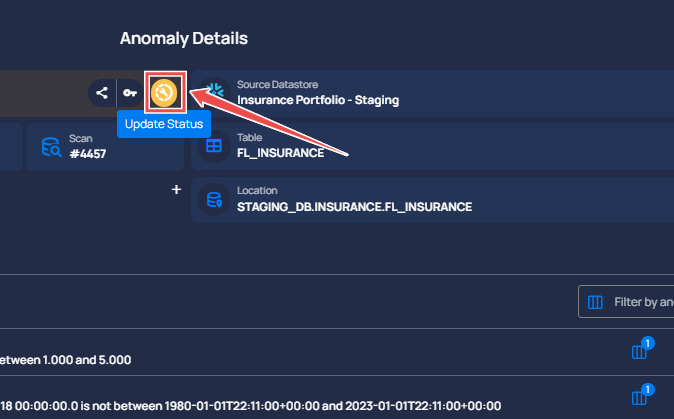 Anomaly Details
Source Datastore
Insurance Portfolio - Staging
Update Status
Scan
#4457
Table
FL_INSURANCE
+
Location
STAGING_DB.INSURANCE.FL_INSURANCE
Filter by an
etween 1.000 and 5.000
1
18 00:00:00.0 is not between 1980-01-01T22:11:00+00:00 and 2023-01-01T22:11:00+00:00
1